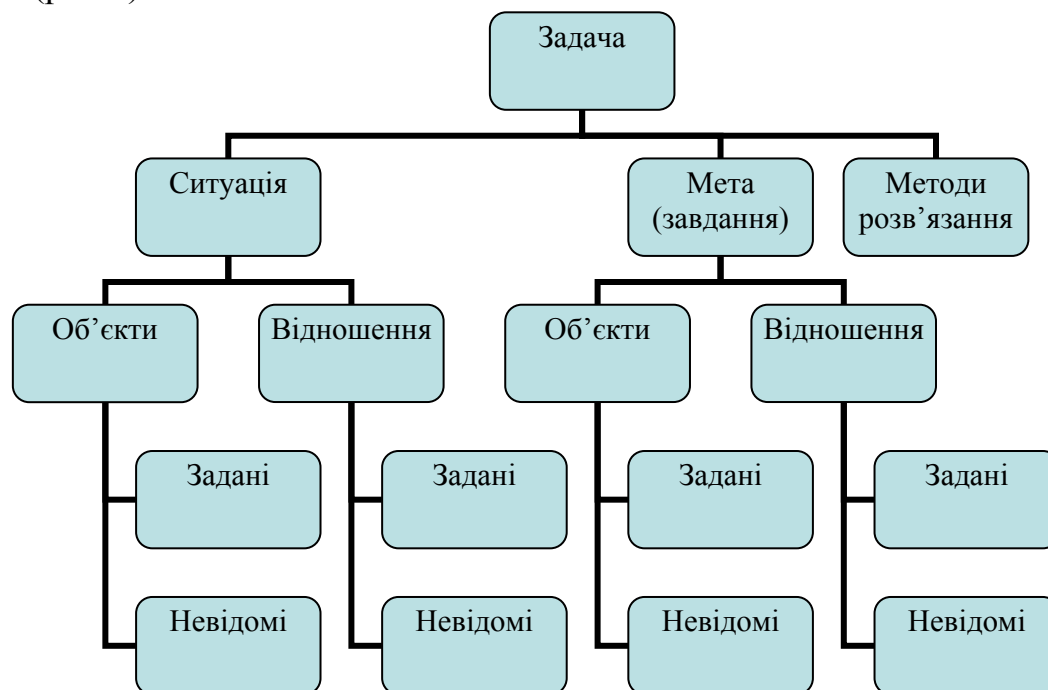 Задача
Ситуація
Мета
(завдання)
Методи
розв’язання
Об’єкти
Відношення
Об’єкти
Відношення
Задані
Задані
Задані
Задані
Невідомі
Невідомі
Невідомі
Невідомі